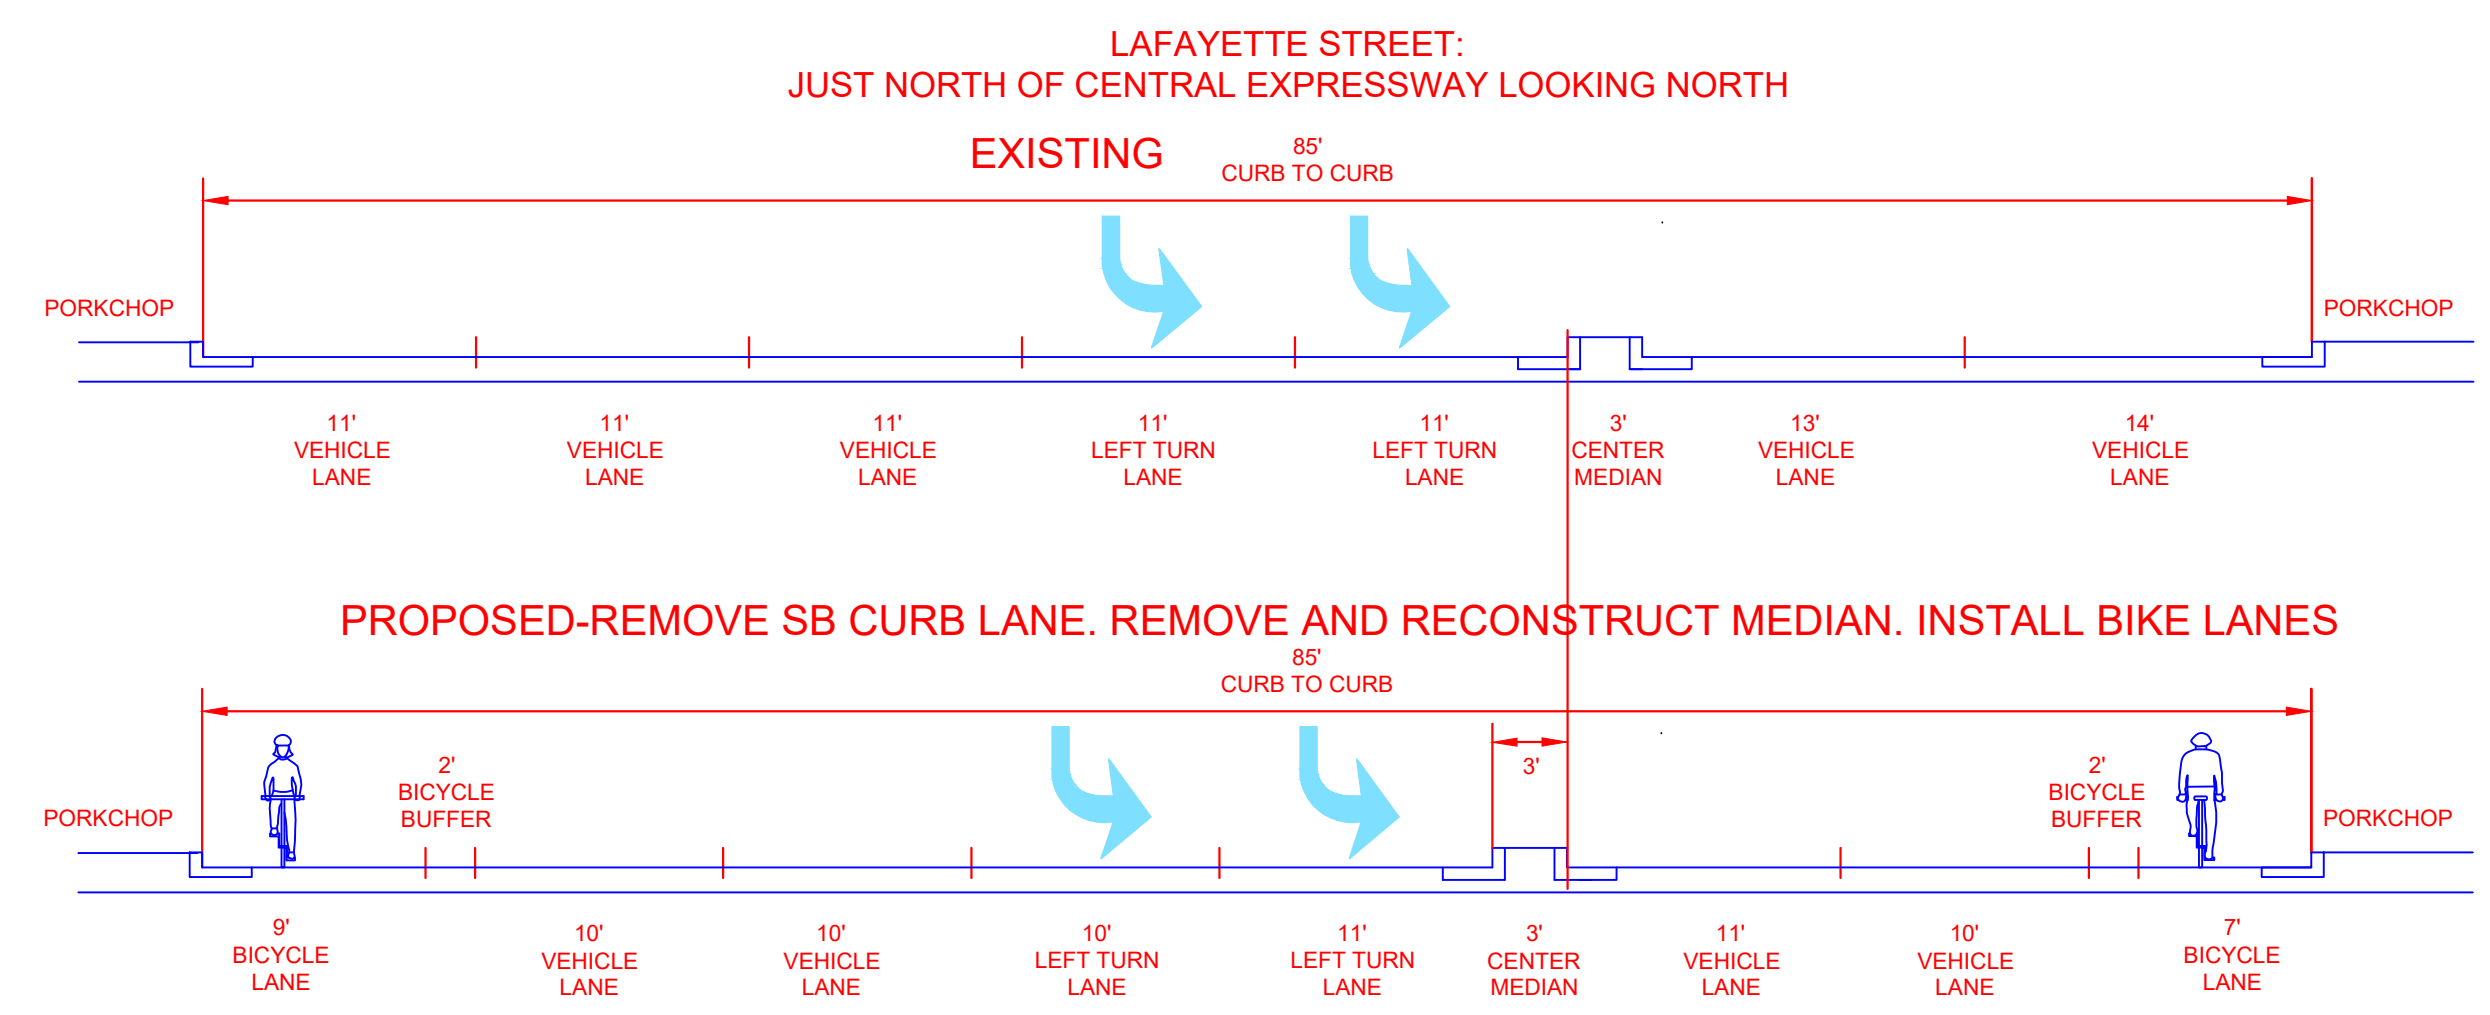 LAFAYETTE STREET:
JUST NORTH OF CENTRAL EXPRESSWAY LOOKING NORTH
EXISTING
85'
CURB TO CURB
PORKCHOP
PORKCHOP
11'
VEHICLE
LANE
11'
VEHICLE
LANE
11'
VEHICLE
LANE
11'
LEFT TURN
LANE
11'
LEFT TURN
LANE
3'
CENTER
MEDIAN
13'
VEHICLE
LANE
14'
VEHICLE
LANE
PROPOSED-REMOVE SB CURB LANE. REMOVE AND RECONSTRUCT MEDIAN. INSTALL BIKE LANES
85'
CURB TO CURB
PORKCHOP
2'
BICYCLE
BUFFER
3'
2'
BICYCLE
BUFFER
PORKCHOP
9'
BICYCLE
LANE
10'
VEHICLE
LANE
10'
VEHICLE
LANE
10'
LEFT TURN
LANE
11'
LEFT TURN
LANE
3'
CENTER
MEDIAN
11'
VEHICLE
LANE
10'
VEHICLE
LANE
7'
BICYCLE
LANE